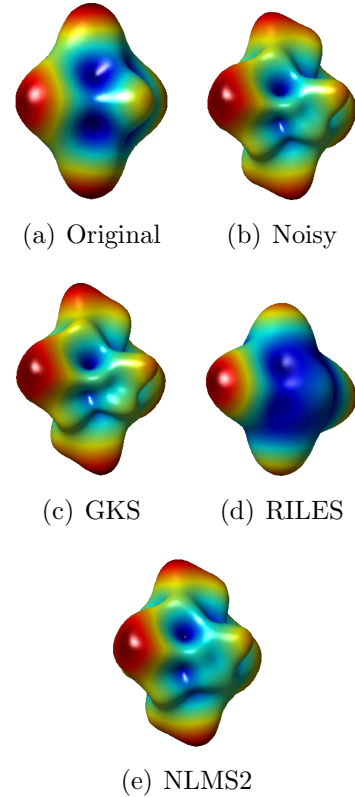 (a) Original
(b) Noisy
(c) GKS
(d) RILES
(e) NLMS2